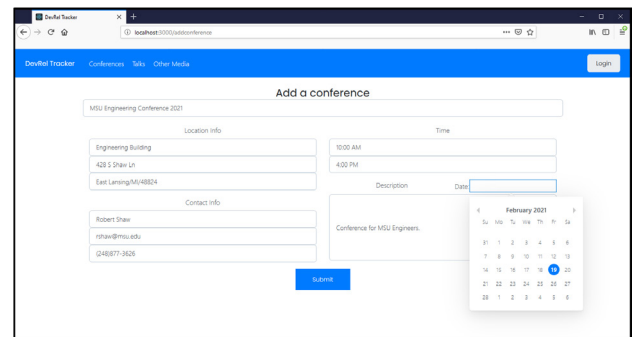 DevRel Tracker
localhost:3000/addconference
DevRel Tracker Conferences Talks Other Media Login
Add a conference
MSU Engineering Conference 2021
Location Info
Engineering Building
428 S Shaw Ln
East Lansing/MI/48824
Contact Info
Robert Shaw
rshaw@msu.edu
(248)877-3626
Time
10:00 AM
4:00 PM
Description Date:
Conference for MSU Engineers.
February 2021
Su Mo Tu We Th Fr Sa
31 1 2 3 4 5 6
7 8 9 10 11 12 13
14 15 16 17 18 19 20
21 22 23 24 25 26 27
28 1 2 3 4 5 6
Submit